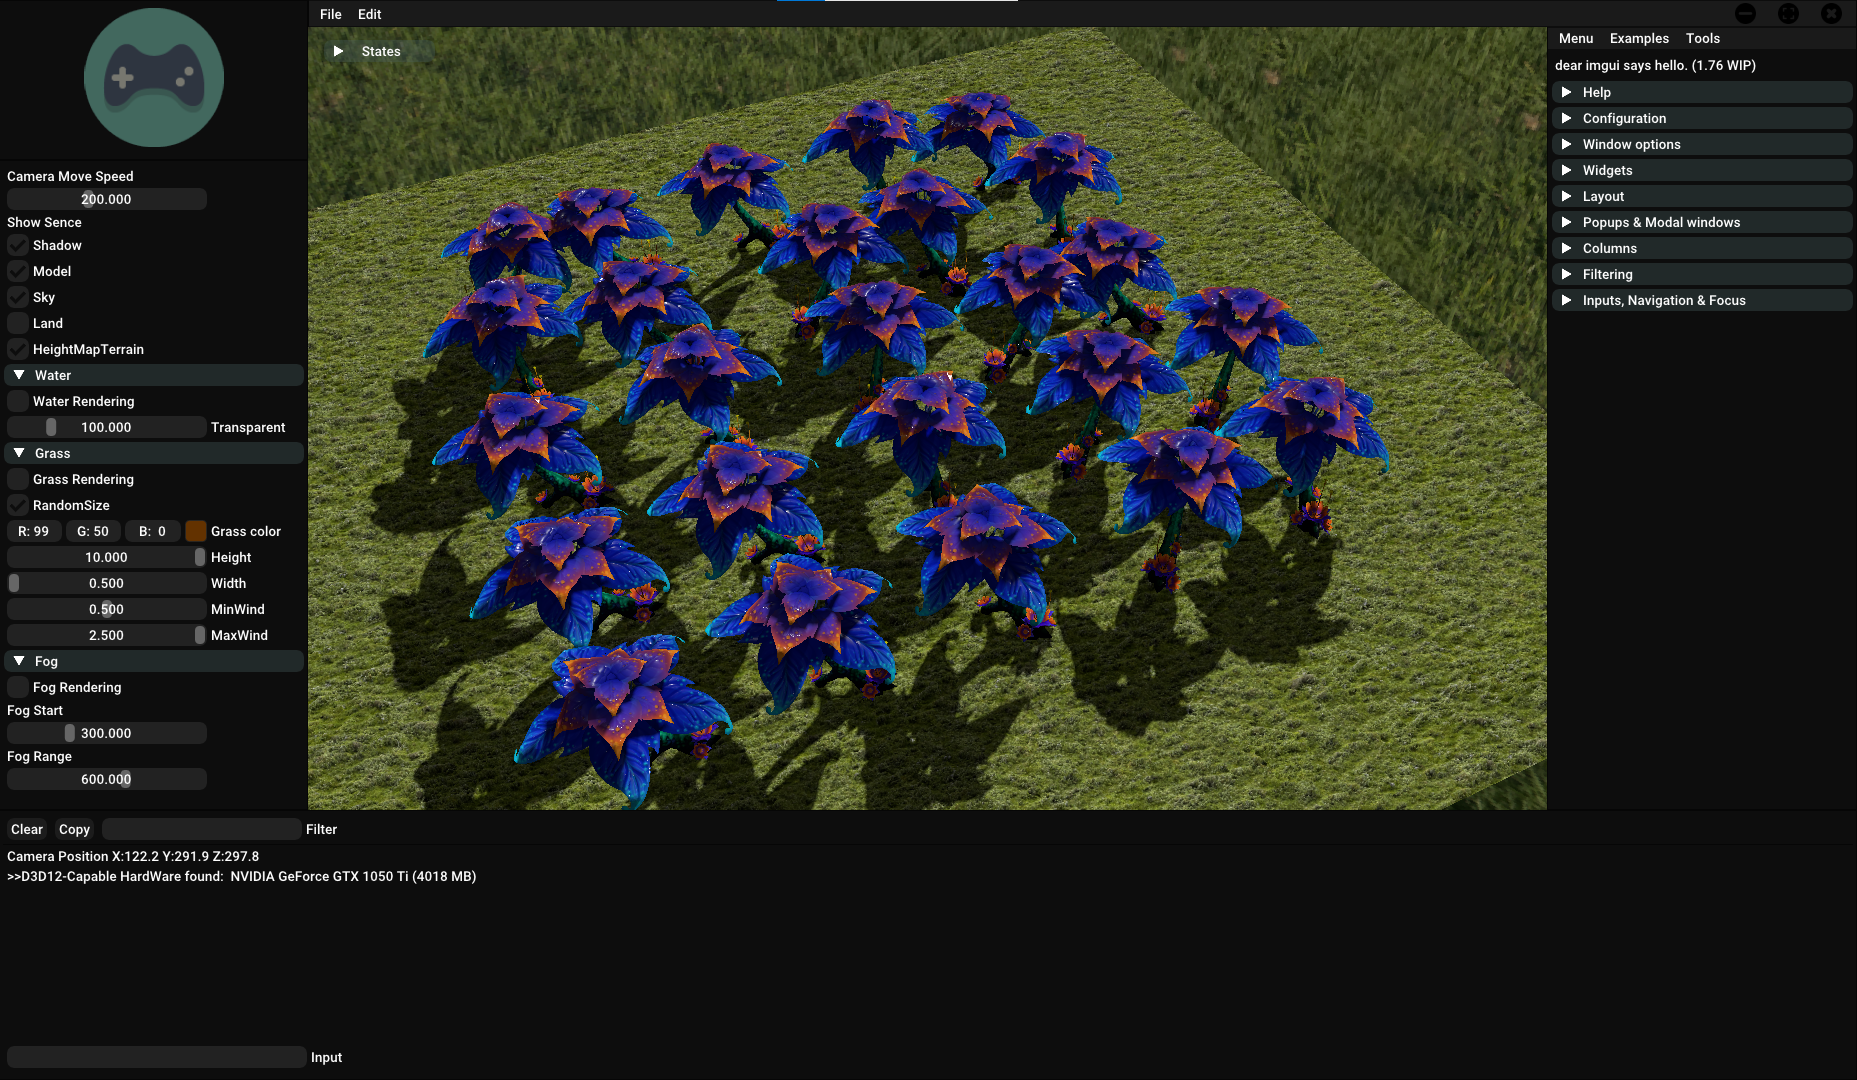 File Edit
States
Camera Move Speed
200.000
Show Sence
Shadow
Model
Sky
Land
HeightMapTerrain
Water
Water Rendering
100.000 Transparent
Grass
Grass Rendering
RandomSize
R: 99 G: 50 B: 0 Grass color
10.000 Height
0.500 Width
0.500 MinWind
2.500 MaxWind
Fog
Fog Rendering
Fog Start
300.000
Fog Range
600.000
Menu Examples Tools
dear imgui says hello. (1.76 WIP)
Help
Configuration
Window options
Widgets
Layout
Popups & Modal windows
Columns
Filtering
Inputs, Navigation & Focus
Clear Copy Filter
Camera Position X:122.2 Y:291.9 Z:297.8
>>D3D12-Capable HardWare found: NVIDIA GeForce GTX 1050 Ti (4018 MB)
Input